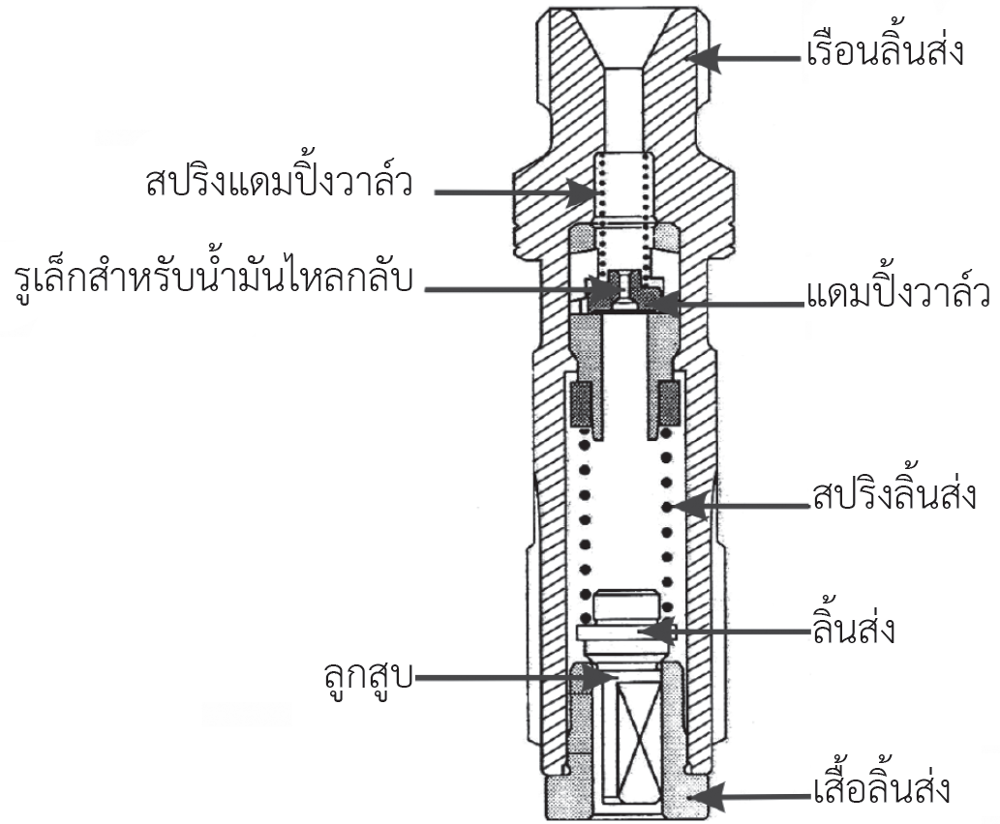 เรือนลิ้นส่ง
สปริงแดมปิ้งวาล์ว
รูเล็กสำหรับน้ำมันไหลกลับ
แดมปิ้งวาล์ว
สปริงลิ้นส่ง
ลิ้นส่ง
ลูกสูบ
เสื้อลิ้นส่ง